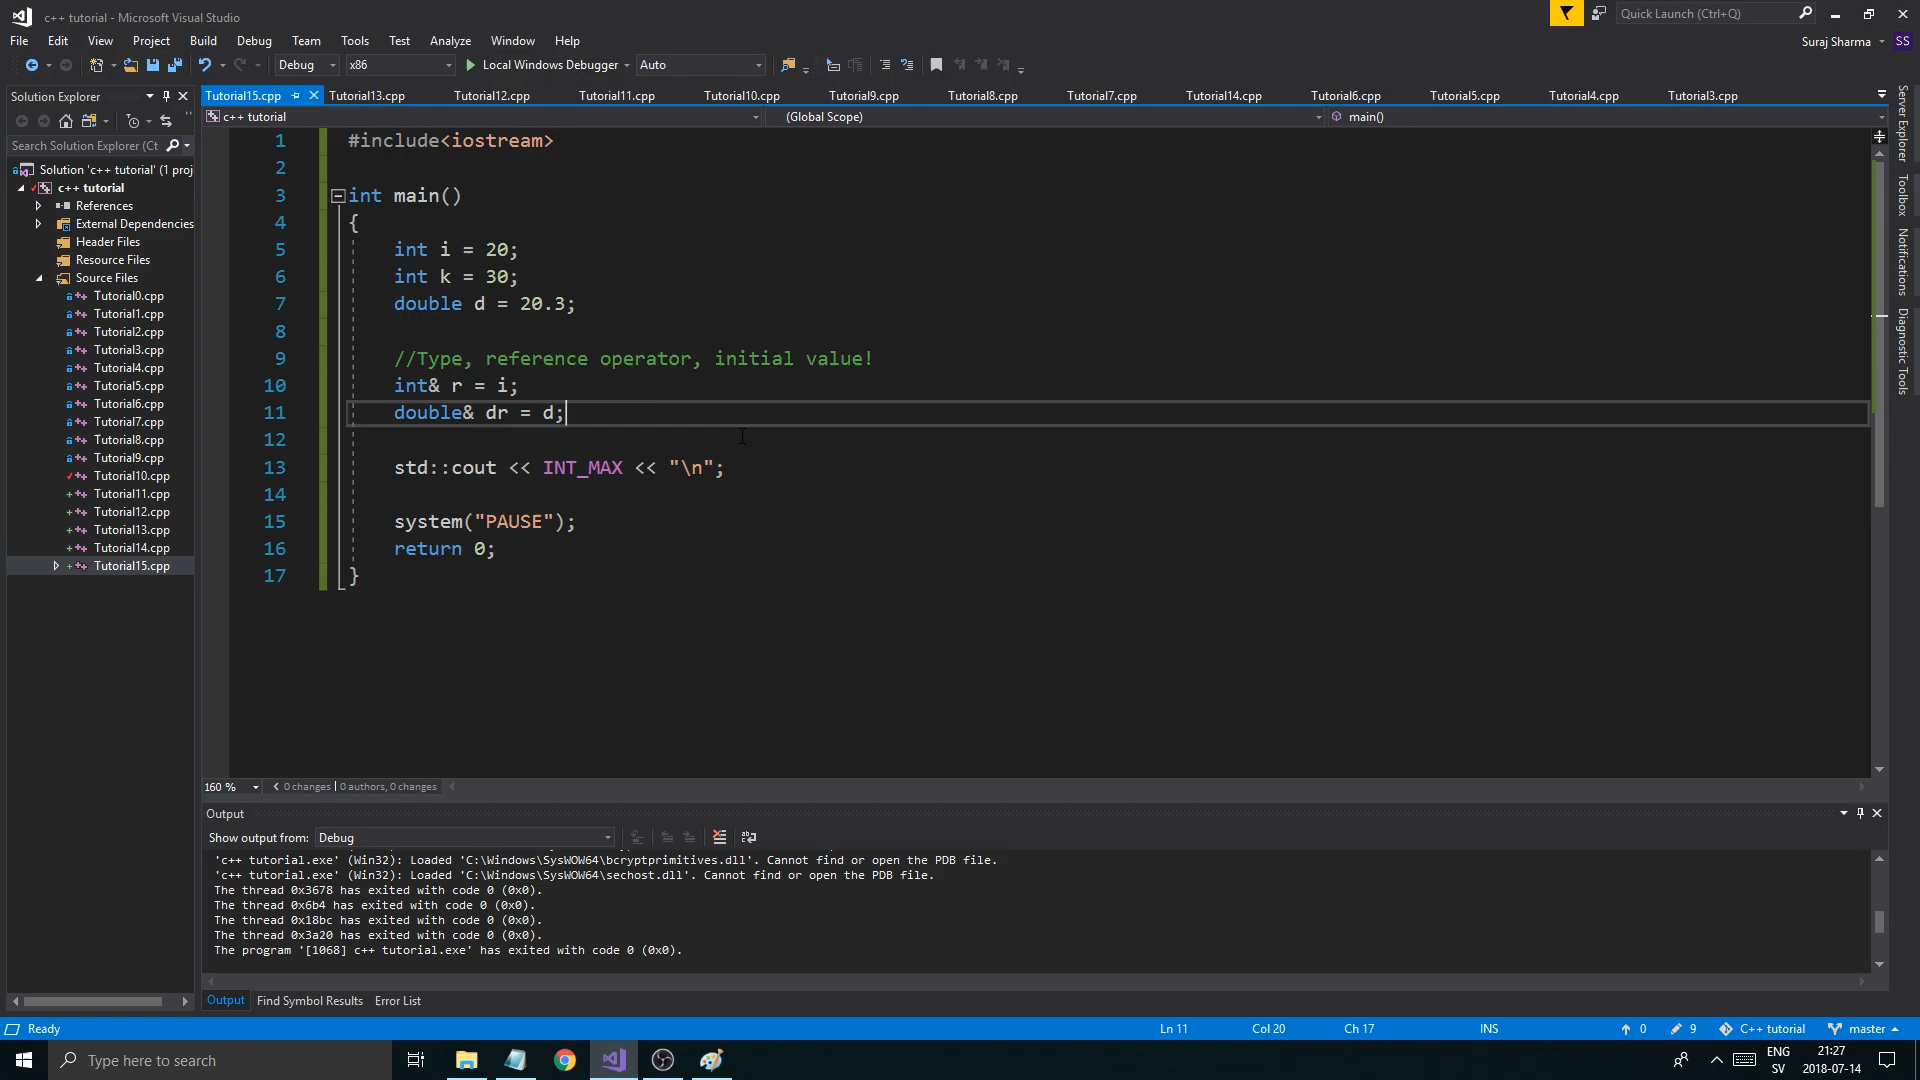 c++ tutorial - Microsoft Visual Studio
Quick Launch (Ctrl+Q)
File Edit View Project Build Debug Team Tools Test Analyze Window Help
Suraj Sharma SS
Debug x86 Local Windows Debugger Auto
Solution Explorer
Tutorial15.cpp Tutorial13.cpp Tutorial12.cpp Tutorial11.cpp Tutorial10.cpp Tutorial9.cpp Tutorial8.cpp Tutorial7.cpp Tutorial14.cpp Tutorial6.cpp Tutorial5.cpp Tutorial4.cpp Tutorial3.cpp
c++ tutorial (Global Scope) main()
Search Solution Explorer (Ct
Solution 'c++ tutorial' (1 proj
c++ tutorial
References
External Dependencies
Header Files
Resource Files
Source Files
Tutorial0.cpp
Tutorial1.cpp
Tutorial2.cpp
Tutorial3.cpp
Tutorial4.cpp
Tutorial5.cpp
Tutorial6.cpp
Tutorial7.cpp
Tutorial8.cpp
Tutorial9.cpp
Tutorial10.cpp
Tutorial11.cpp
Tutorial12.cpp
Tutorial13.cpp
Tutorial14.cpp
Tutorial15.cpp
1 #include<iostream>
2
3 int main()
4 {
5 int i = 20;
6 int k = 30;
7 double d = 20.3;
8
9 //Type, reference operator, initial value!
10 int& r = i;
11 double& dr = d;
12
13 std::cout << INT_MAX << "\n";
14
15 system("PAUSE");
16 return 0;
17 }
Server Explorer
Toolbox
Notifications
Diagnostic Tools
160 % 0 changes | 0 authors, 0 changes
Output
Show output from: Debug
'c++ tutorial.exe' (Win32): Loaded 'C:\Windows\SysWOW64\bcryptprimitives.dll'. Cannot find or open the PDB file.
'c++ tutorial.exe' (Win32): Loaded 'C:\Windows\SysWOW64\sechost.dll'. Cannot find or open the PDB file.
The thread 0x3678 has exited with code 0 (0x0).
The thread 0x6b4 has exited with code 0 (0x0).
The thread 0x18bc has exited with code 0 (0x0).
The thread 0x3a20 has exited with code 0 (0x0).
The program '[1068] c++ tutorial.exe' has exited with code 0 (0x0).
Output Find Symbol Results Error List
Ready Ln 11 Col 20 Ch 17 INS 0 9 C++ tutorial master
Type here to search
ENG 21:27
SV 2018-07-14